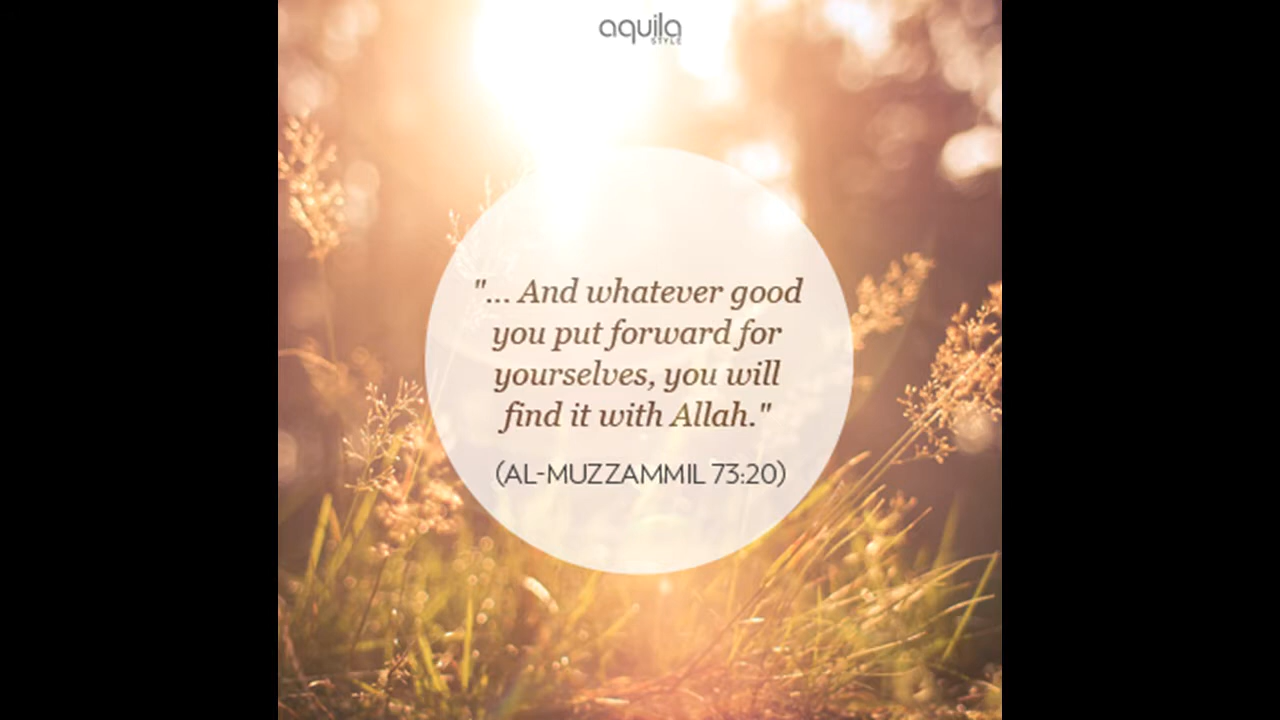 aquila
STYLE
"... And whatever good
you put forward for
yourselves, you will
find it with Allah."
(AL-MUZZAMMIL 73:20)